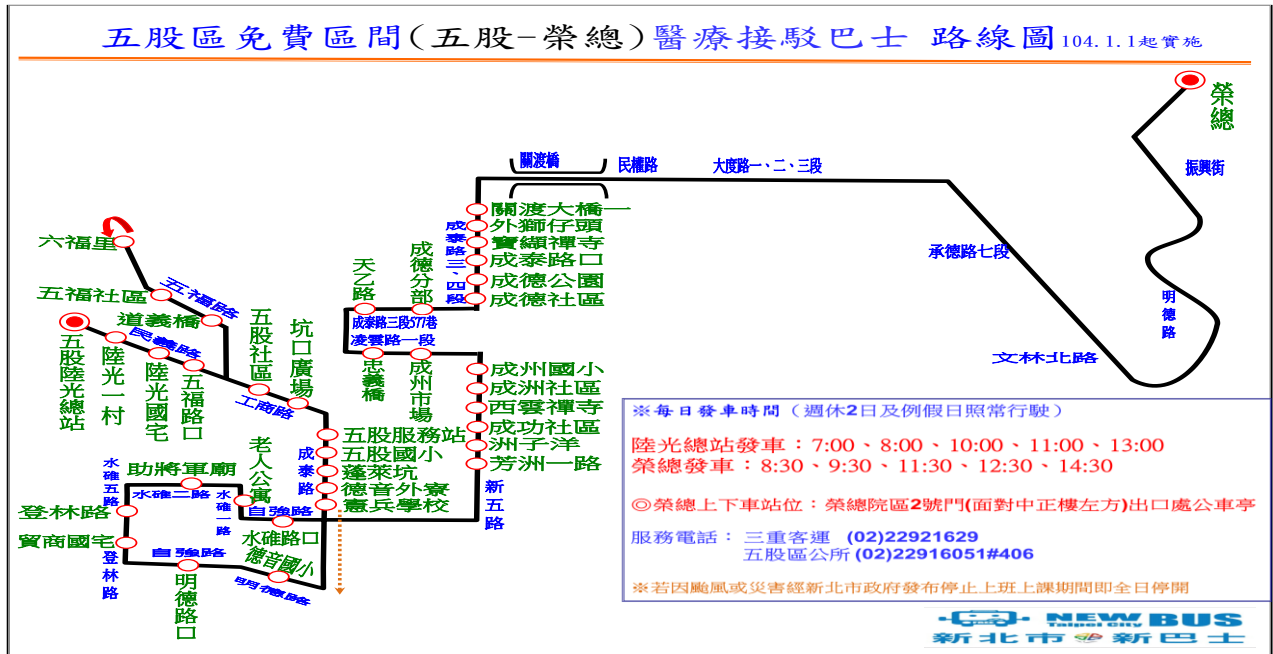 五股區免費區間(五股-榮總)醫療接駁巴士 路線圖104.1.1起實施
榮總
振興街
關渡橋
民權路
大度路一、二、三段
承德路七段
明德路
文林北路
關渡大橋一
外獅仔頭
寶纈禪寺
成泰路口
成德公園
成德社區
成泰路三、四段
成德分部
天乙路
成泰路三段577巷
凌雲路一段
忠義橋
成州市場
成州國小
成洲社區
西雲禪寺
成功社區
洲子洋
芳洲一路
新五路
六福里
五福社區
五福路
道義橋
五股陸光總站
陸光一村
民義路
陸光國宅
五福路口
五股社區
坑口廣場
工商路
五股服務站
五股國小
蓬萊坑
德音外寮
憲兵學校
成泰路
老人公寓
水碓一路
自強路
水碓路口
助將軍廟
水碓二路
水碓五路
登林路
貿商國宅
登林路
自強路
明德路口
德音國小
明德路
※每日發車時間（週休2日及例假日照常行駛）
陸光總站發車：7:00、8:00、10:00、11:00、13:00
榮總發車：8:30、9:30、11:30、12:30、14:30
◎榮總上下車站位：榮總院區2號門(面對中正樓左方)出口處公車亭
服務電話： 三重客運 (02)22921629
五股區公所 (02)22916051#406
※若因颱風或災害經新北市政府發布停止上班上課期間即全日停開
NEW BUS
Taipei City
新北市 新巴士